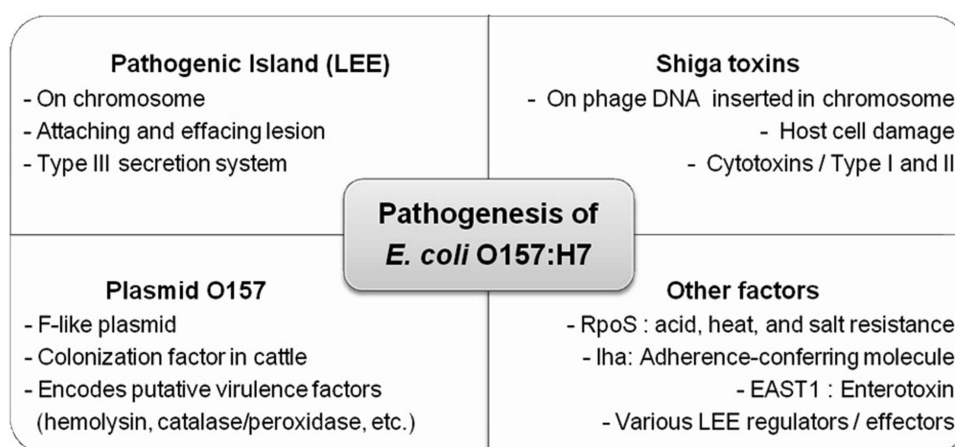 Pathogenic Island (LEE)
- On chromosome
- Attaching and effacing lesion
- Type III secretion system
Shiga toxins
- On phage DNA inserted in chromosome
- Host cell damage
- Cytotoxins / Type I and II
Pathogenesis of
E. coli O157:H7
Plasmid O157
- F-like plasmid
- Colonization factor in cattle
- Encodes putative virulence factors
(hemolysin, catalase/peroxidase, etc.)
Other factors
- RpoS : acid, heat, and salt resistance
- Iha: Adherence-conferring molecule
- EAST1 : Enterotoxin
- Various LEE regulators / effectors